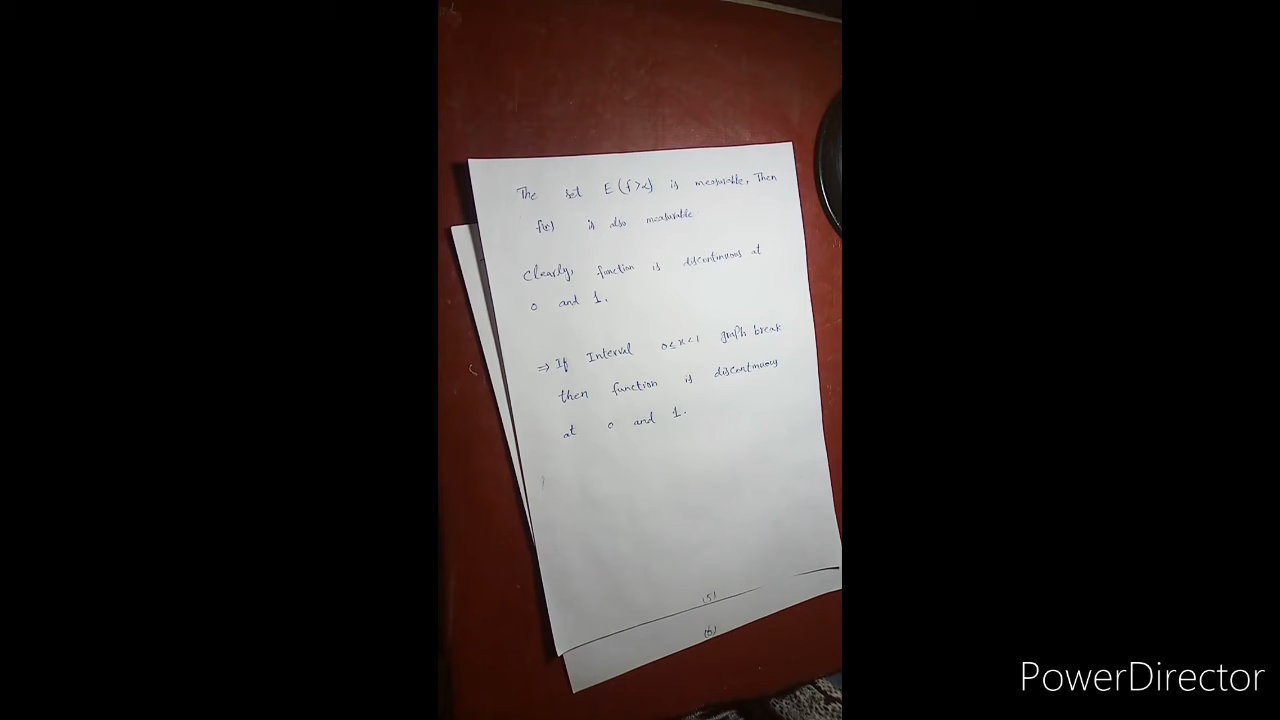 The set E(f>α) is measurable, Then
f(x) is also measurable
Clearly, function is discontinuous at
0 and 1.
⇒ If Interval 0≤x<1 graph break
then function is discontinuous
at 0 and 1.
(5)
(6)
PowerDirector